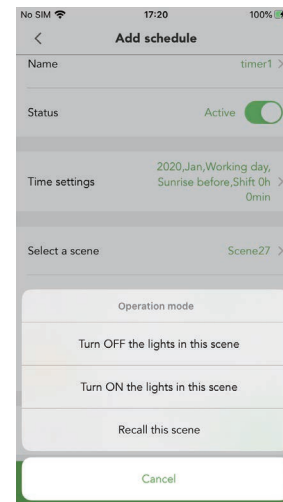 No SIM 17:20 100%
Add schedule
Name timer1
Status Active
2020,Jan,Working day,
Time settings Sunrise before,Shift 0h
0min
Select a scene Scene27
Operation mode
Turn OFF the lights in this scene
Turn ON the lights in this scene
Recall this scene
Cancel